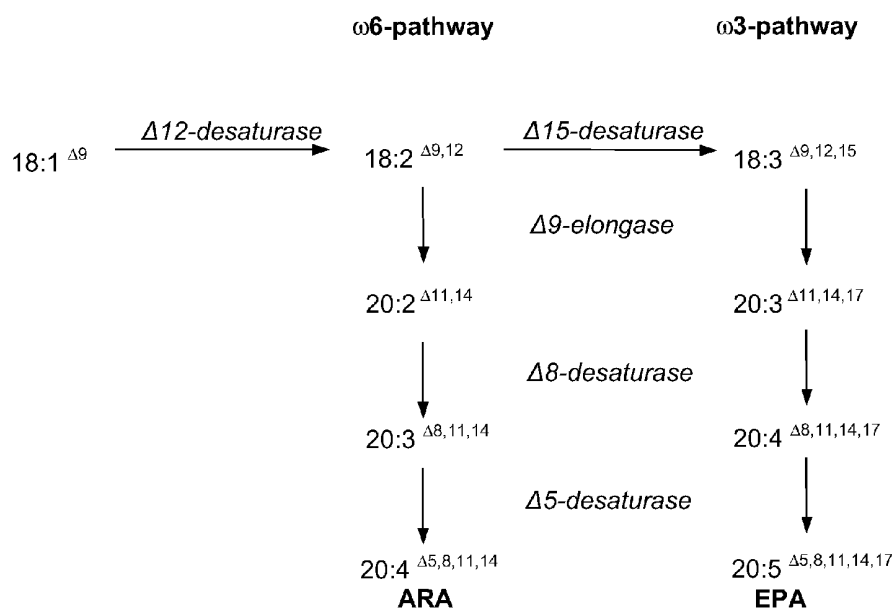 ω6-pathway ω3-pathway
Δ12-desaturase Δ15-desaturase
18:1 Δ9 18:2 Δ9,12 18:3 Δ9,12,15
Δ9-elongase
20:2 Δ11,14 20:3 Δ11,14,17
Δ8-desaturase
20:3 Δ8,11,14 20:4 Δ8,11,14,17
Δ5-desaturase
20:4 Δ5,8,11,14 20:5 Δ5,8,11,14,17
ARA EPA